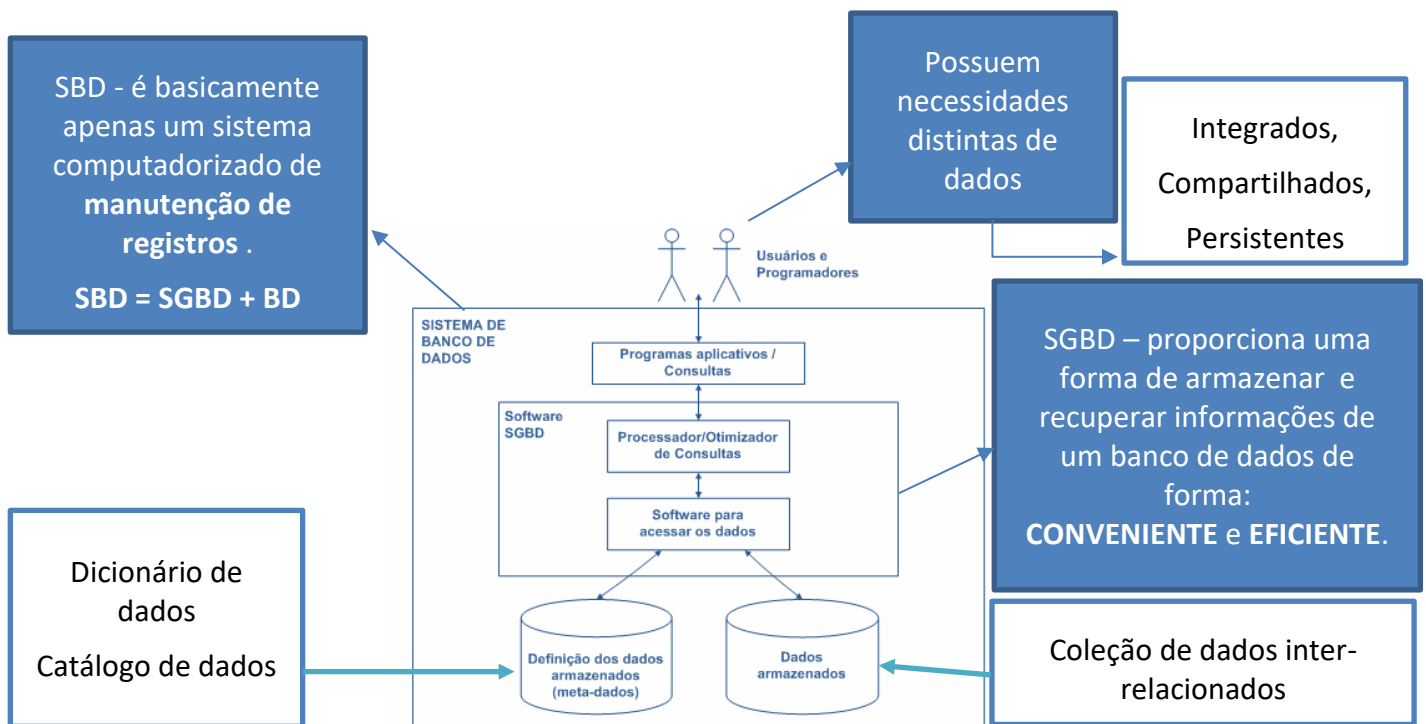 SBD - é basicamente
apenas um sistema
computadorizado de
manutenção de
registros .
SBD = SGBD + BD
Possuem
necessidades
distintas de
dados
Integrados,
Compartilhados,
Persistentes
Usuários e
Programadores
SISTEMA DE
BANCO DE
DADOS
Programas aplicativos /
Consultas
Software
SGBD
Processador/Otimizador
de Consultas
Software para
acessar os dados
SGBD – proporciona uma
forma de armazenar e
recuperar informações de
um banco de dados de
forma:
CONVENIENTE e EFICIENTE.
Dicionário de
dados
Catálogo de dados
Definição dos dados
armazenados
(meta-dados)
Dados
armazenados
Coleção de dados inter-
relacionados